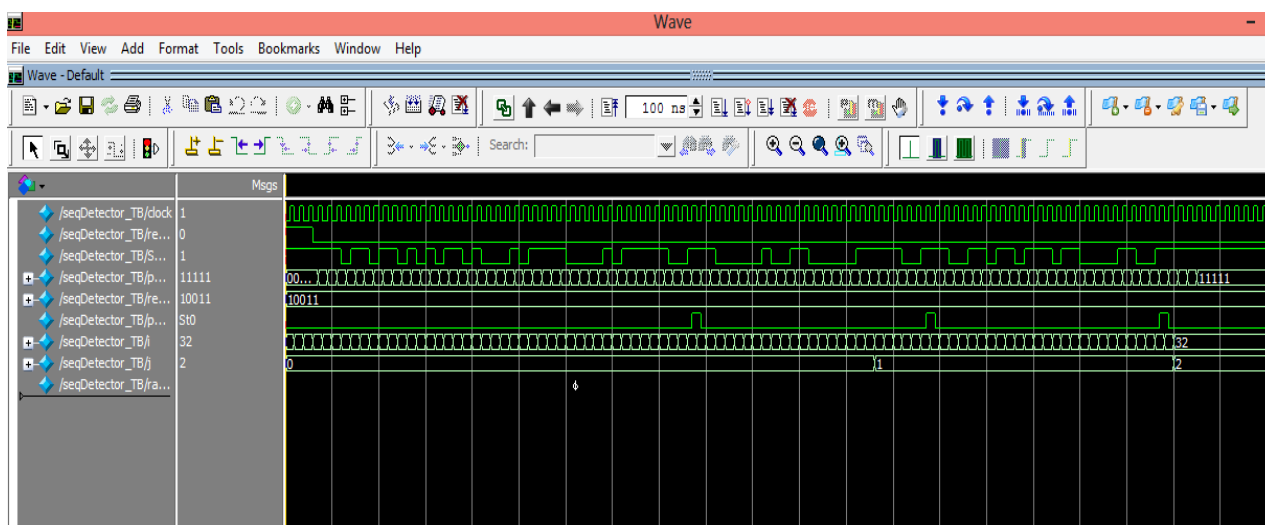 Wave
File Edit View Add Format Tools Bookmarks Window Help
Wave - Default
100 ns
Search:
Msgs
/seqDetector_TB/clock 1
/seqDetector_TB/re... 0
/seqDetector_TB/S... 1
/seqDetector_TB/p... 11111 00... 11111
/seqDetector_TB/re... 10011 10011
/seqDetector_TB/p... St0
/seqDetector_TB/i 32 32
/seqDetector_TB/j 2 0 1 2
/seqDetector_TB/ra...